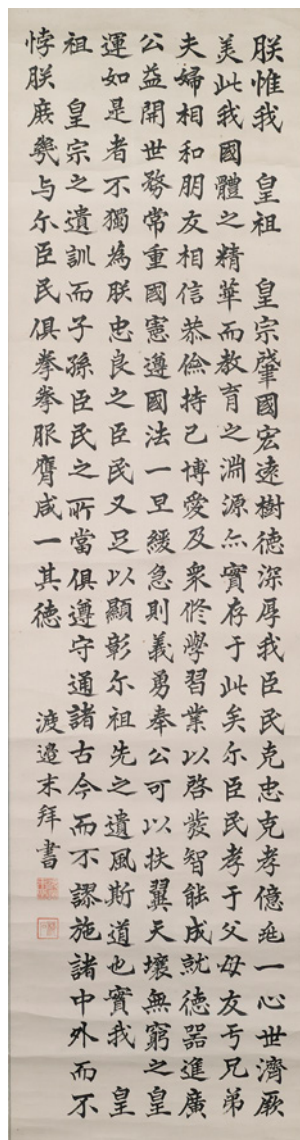 朕惟我　皇祖　皇宗肇國宏遠樹徳深厚我臣民克忠克孝億兆一心世濟厥
美此我國體之精華而教育之淵源亦實存于此矣尓臣民孝于父母友于兄弟
夫婦相和朋友相信恭儉持己博愛及衆修學習業以啓發智能成就徳器進廣
公益開世務常重國憲遵國法一旦緩急則義勇奉公可以扶翼天壤無窮之皇
運如是者不獨為朕忠良之臣民又足以顯彰尓祖先之遺風斯道也實我　皇
祖　皇宗之遺訓而子孫臣民之所當俱遵守通諸古今而不謬施諸中外而不
悖朕庶幾与尓臣民俱拳拳服膺咸一其徳
渡邉末拜書